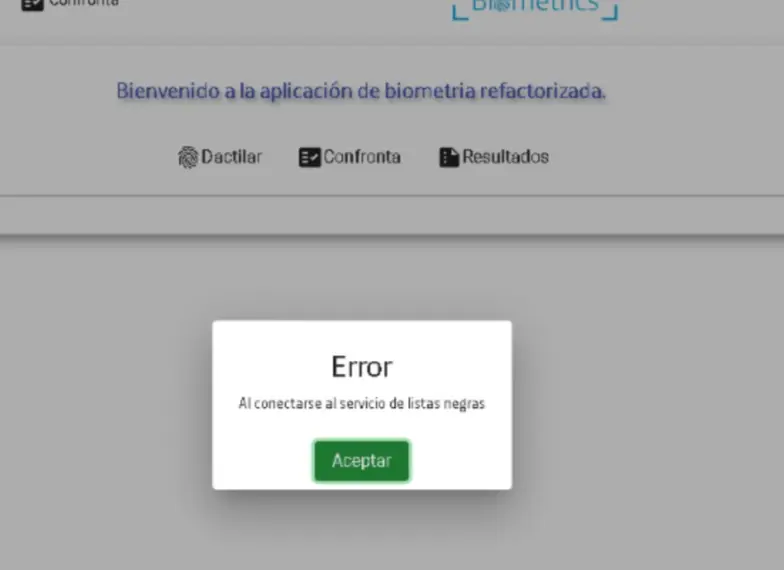 Confronta
Biometrics
Bienvenido a la aplicación de biometria refactorizada.
Dactilar Confronta Resultados
Error
Al conectarse al servicio de listas negras
Aceptar